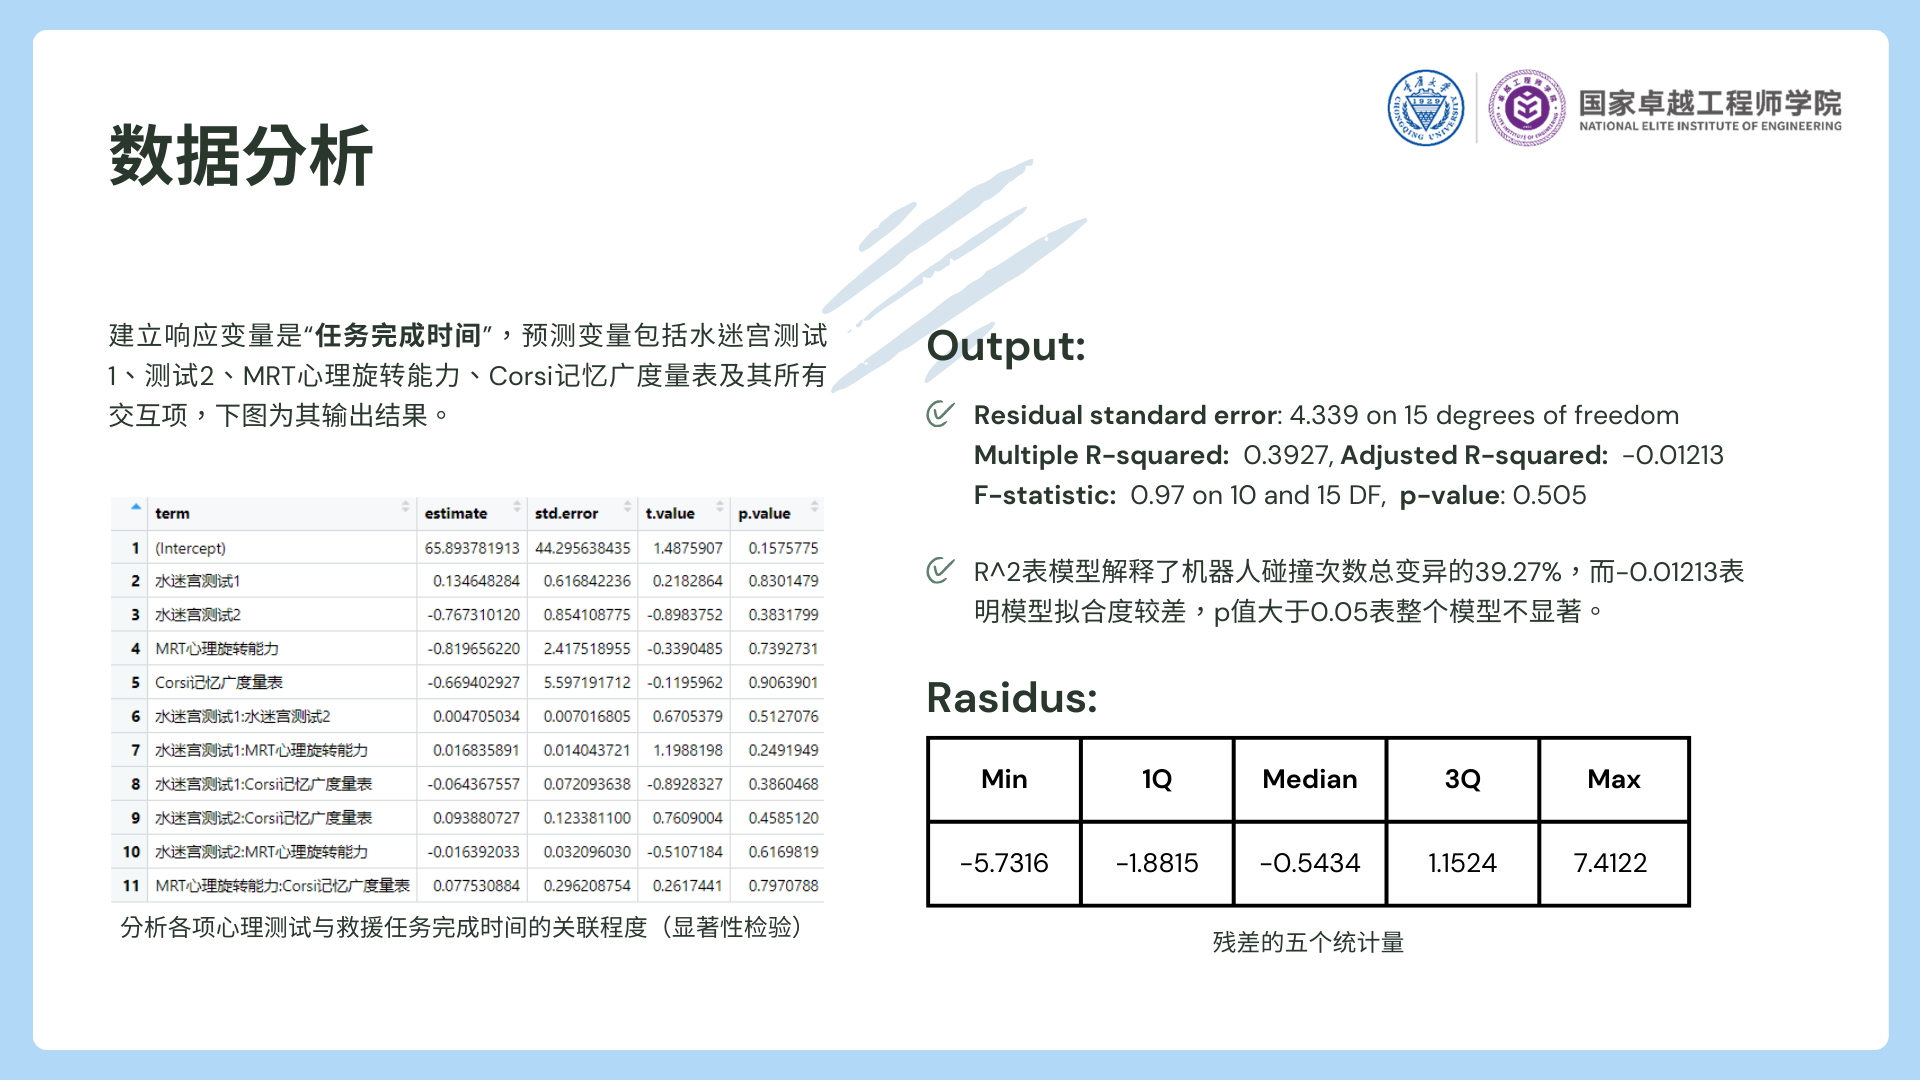 重庆大学
1929
CHONGQING UNIVERSITY
卓越工程师学院
ELITE INSTITUTE OF ENGINEERING
国家卓越工程师学院
NATIONAL ELITE INSTITUTE OF ENGINEERING
数据分析
建立响应变量是“任务完成时间”，预测变量包括水迷宫测试
1、测试2、MRT心理旋转能力、Corsi记忆广度量表及其所有
交互项，下图为其输出结果。
term estimate std.error t.value p.value
1 (Intercept) 65.893781913 44.295638435 1.4875907 0.1575775
2 水迷宫测试1 0.134648284 0.616842236 0.2182864 0.8301479
3 水迷宫测试2 -0.767310120 0.854108775 -0.8983752 0.3831799
4 MRT心理旋转能力 -0.819656220 2.417518955 -0.3390485 0.7392731
5 Corsi记忆广度量表 -0.669402927 5.597191712 -0.1195962 0.9063901
6 水迷宫测试1:水迷宫测试2 0.004705034 0.007016805 0.6705379 0.5127076
7 水迷宫测试1:MRT心理旋转能力 0.016835891 0.014043721 1.1988198 0.2491949
8 水迷宫测试1:Corsi记忆广度量表 -0.064367557 0.072093638 -0.8928327 0.3860468
9 水迷宫测试2:Corsi记忆广度量表 0.093880727 0.123381100 0.7609004 0.4585120
10 水迷宫测试2:MRT心理旋转能力 -0.016392033 0.032096030 -0.5107184 0.6169819
11 MRT心理旋转能力:Corsi记忆广度量表 0.077530884 0.296208754 0.2617441 0.7970788
分析各项心理测试与救援任务完成时间的关联程度（显著性检验）
Output:
Residual standard error: 4.339 on 15 degrees of freedom
Multiple R-squared: 0.3927, Adjusted R-squared: -0.01213
F-statistic: 0.97 on 10 and 15 DF, p-value: 0.505
R^2表模型解释了机器人碰撞次数总变异的39.27%，而-0.01213表
明模型拟合度较差，p值大于0.05表整个模型不显著。
Rasidus:
Min 1Q Median 3Q Max
-5.7316 -1.8815 -0.5434 1.1524 7.4122
残差的五个统计量